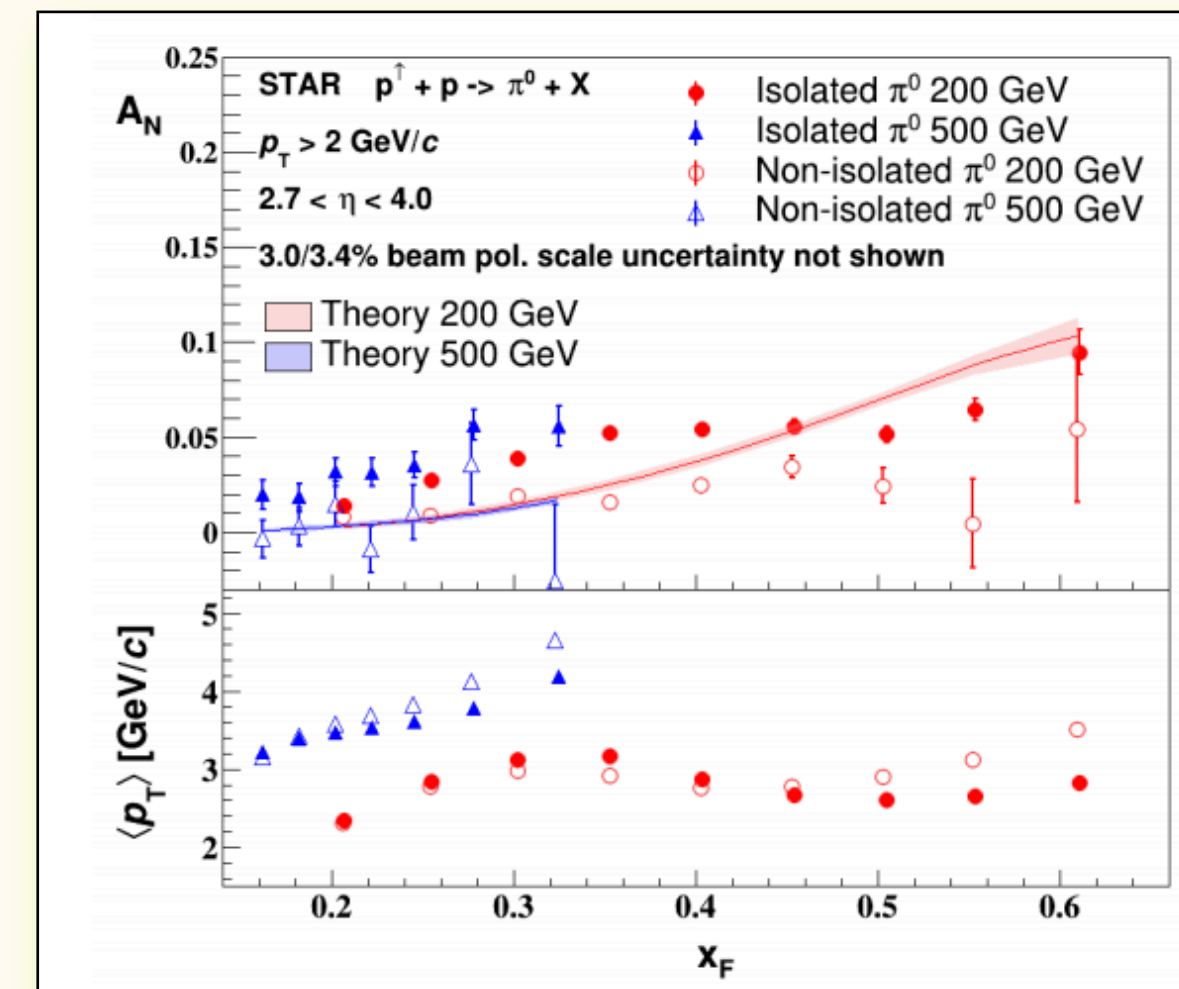 0.25
STAR p↑ + p -> π⁰ + X
Isolated π⁰ 200 GeV
A_N
Isolated π⁰ 500 GeV
0.2
p_T > 2 GeV/c
Non-isolated π⁰ 200 GeV
2.7 < η < 4.0
Non-isolated π⁰ 500 GeV
0.15
3.0/3.4% beam pol. scale uncertainty not shown
Theory 200 GeV
0.1
Theory 500 GeV
0.05
0
5
4
3
2
⟨p_T⟩ [GeV/c]
0.2 0.3 0.4 0.5 0.6
x_F